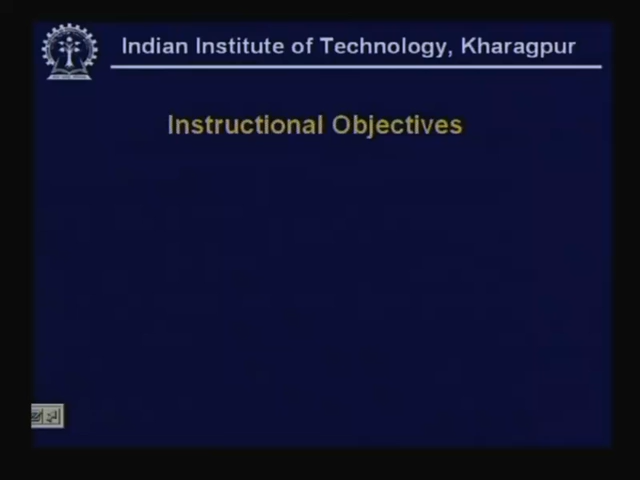 Indian Institute of Technology, Kharagpur
Instructional Objectives